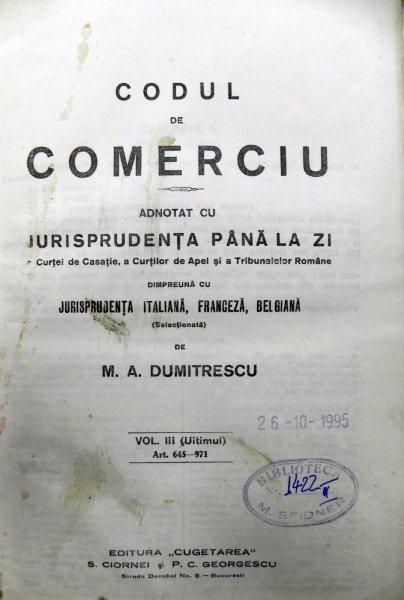 CODUL
DE
COMERCIU
ADNOTAT CU
JURISPRUDENȚA PÂNĂ LA ZI
a Curței de Casație, a Curților de Apel și a Tribunalelor Române
DIMPREUNĂ CU
JURISPRUDENȚA ITALIANĂ, FRANCEZĂ, BELGIANĂ
(Selecționată)
DE
M. A. DUMITRESCU
26 -10- 1995
VOL. III (Ultimul)
Art. 645—971
BIBLIOTECA
1422
M. SFIDNER
EDITURA „CUGETAREA"
S. CIORNEI și P. C. GEORGESCU
Strada Decebal No. 8.—București